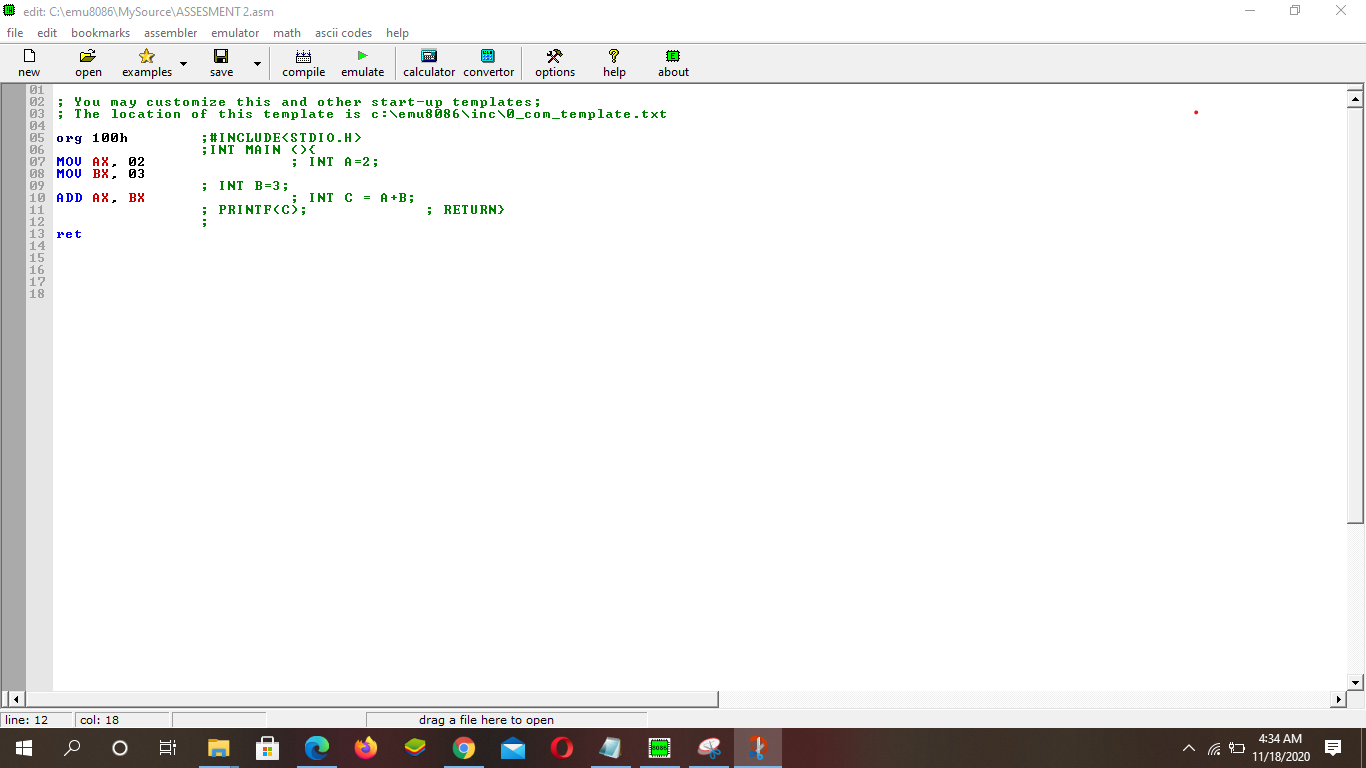 edit: C:\emu8086\MySource\ASSESMENT 2.asm
file edit bookmarks assembler emulator math ascii codes help
new open examples save compile emulate calculator convertor options help about
01
02 ; You may customize this and other start-up templates;
03 ; The location of this template is c:\emu8086\inc\0_com_template.txt
04
05 org 100h ;#INCLUDE<STDIO.H>
06 ;INT MAIN (){
07 MOV AX, 02 ; INT A=2;
08 MOV BX, 03
09 ; INT B=3;
10 ADD AX, BX ; INT C = A+B;
11 ; PRINTF(C); ; RETURN}
12 ;
13 ret
14
15
16
17
18
line: 12 col: 18 drag a file here to open
8086
4:34 AM
11/18/2020